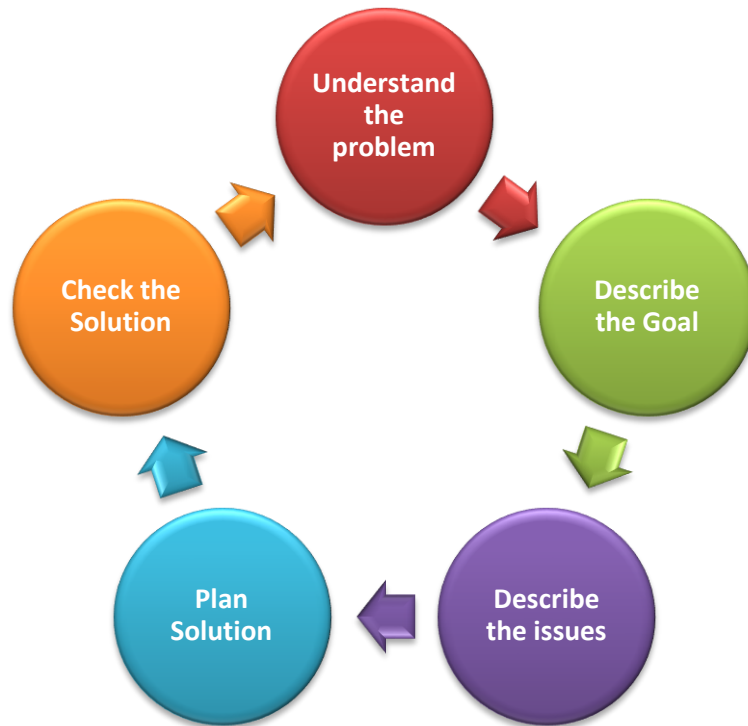 Understand
the
problem
Describe
the Goal
Describe
the issues
Plan
Solution
Check the
Solution